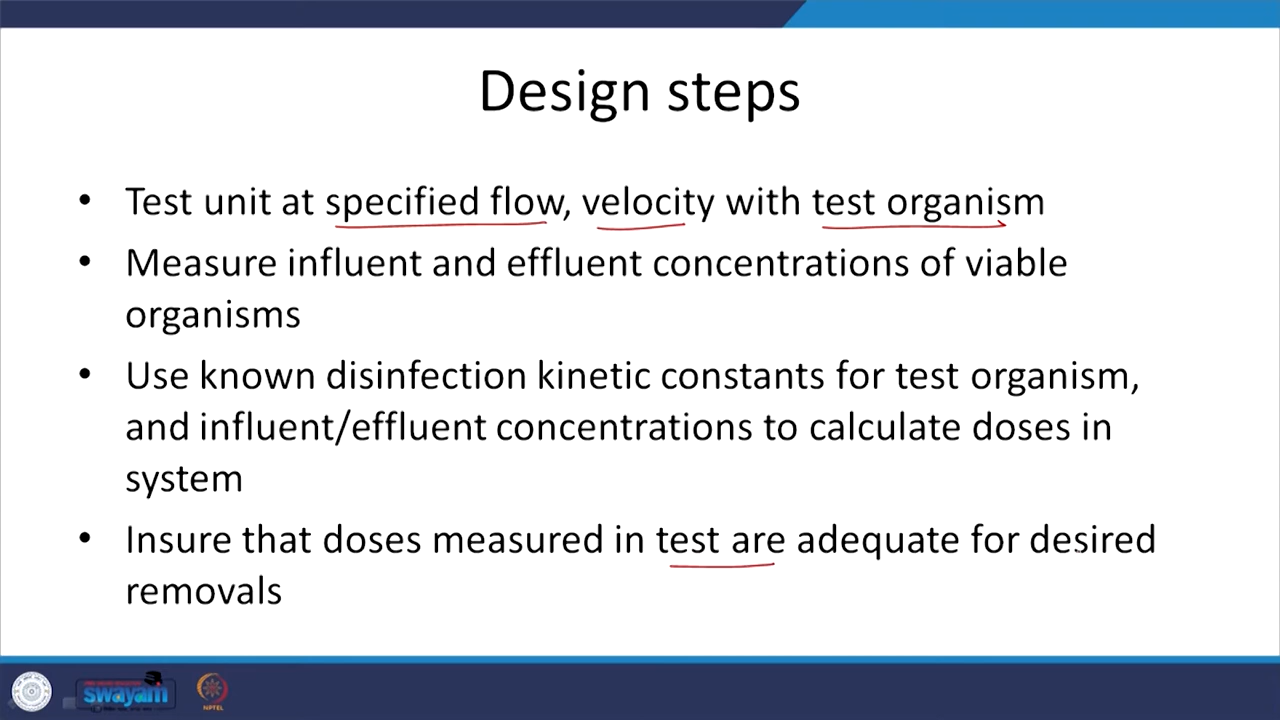 Design steps
• Test unit at specified flow, velocity with test organism
• Measure influent and effluent concentrations of viable
organisms
• Use known disinfection kinetic constants for test organism,
and influent/effluent concentrations to calculate doses in
system
• Insure that doses measured in test are adequate for desired
removals
swayam
NPTEL